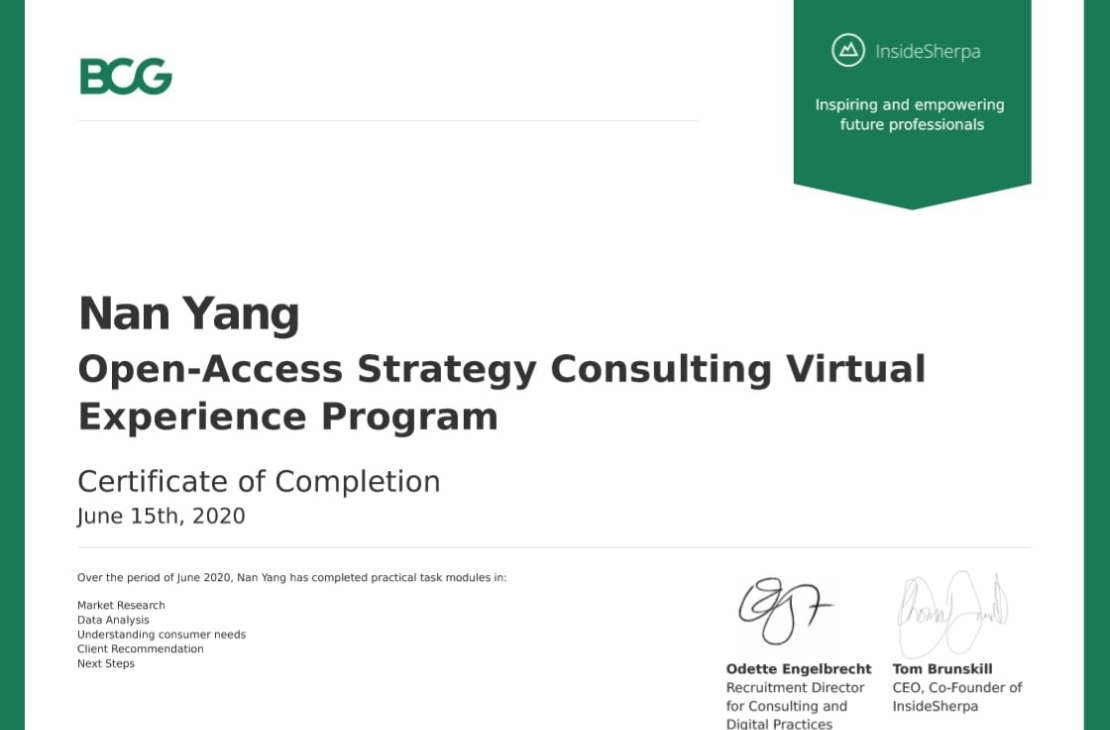 BCG
InsideSherpa
Inspiring and empowering
future professionals
Nan Yang
Open-Access Strategy Consulting Virtual
Experience Program
Certificate of Completion
June 15th, 2020
Over the period of June 2020, Nan Yang has completed practical task modules in:
Market Research
Data Analysis
Understanding consumer needs
Client Recommendation
Next Steps
Odette Engelbrecht
Recruitment Director
for Consulting and
Digital Practices
Tom Brunskill
CEO, Co-Founder of
InsideSherpa